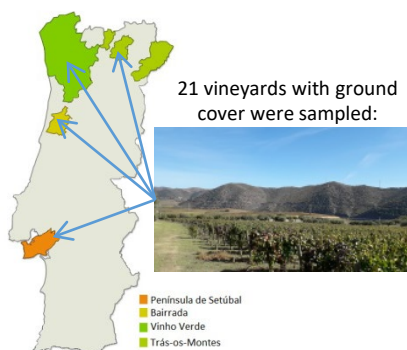 21 vineyards with ground
cover were sampled:
Península de Setúbal
Bairrada
Vinho Verde
Trás-os-Montes